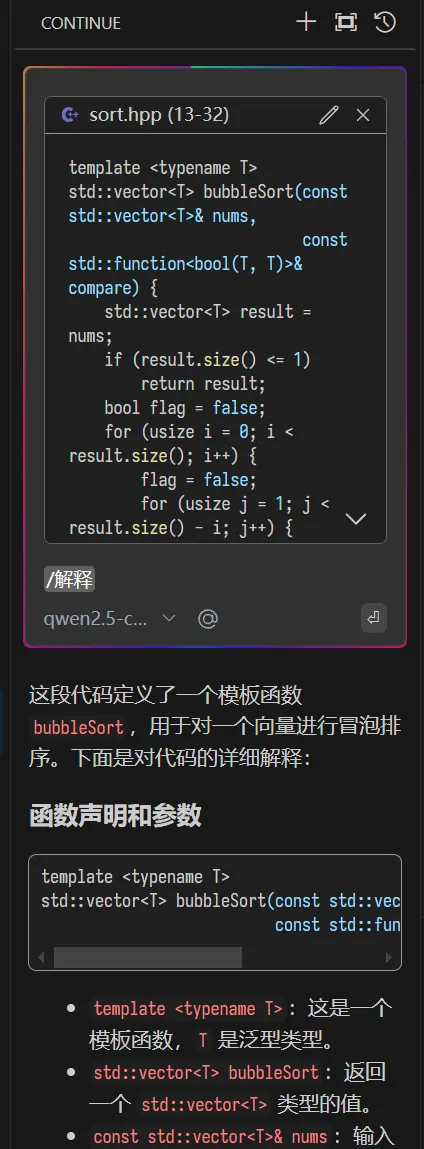 CONTINUE
sort.hpp (13-32)
template <typename T>
std::vector<T> bubbleSort(const
std::vector<T>& nums,
const
std::function<bool(T, T)>&
compare) {
std::vector<T> result =
nums;
if (result.size() <= 1)
return result;
bool flag = false;
for (usize i = 0; i <
result.size(); i++) {
flag = false;
for (usize j = 1; j <
result.size() - i; j++) {
/解释
qwen2.5-c...
这段代码定义了一个模板函数
bubbleSort，用于对一个向量进行冒泡排
序。下面是对代码的详细解释：
函数声明和参数
template <typename T>
std::vector<T> bubbleSort(const std::vec
const std::fun
• template <typename T>：这是一个
模板函数，T 是泛型类型。
• std::vector<T> bubbleSort：返回
一个 std::vector<T> 类型的值。
• const std::vector<T>& nums：输入